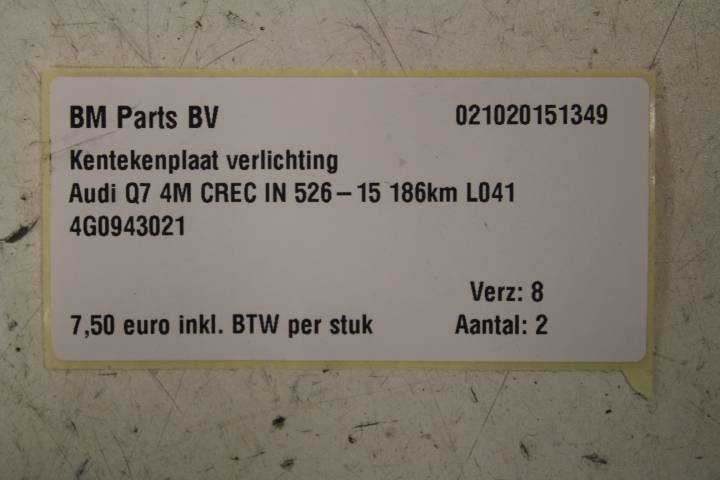 BM Parts BV 021020151349
Kentekenplaat verlichting
Audi Q7 4M CREC IN 526-15 186km L041
4G0943021
Verz: 8
7,50 euro inkl. BTW per stuk Aantal: 2